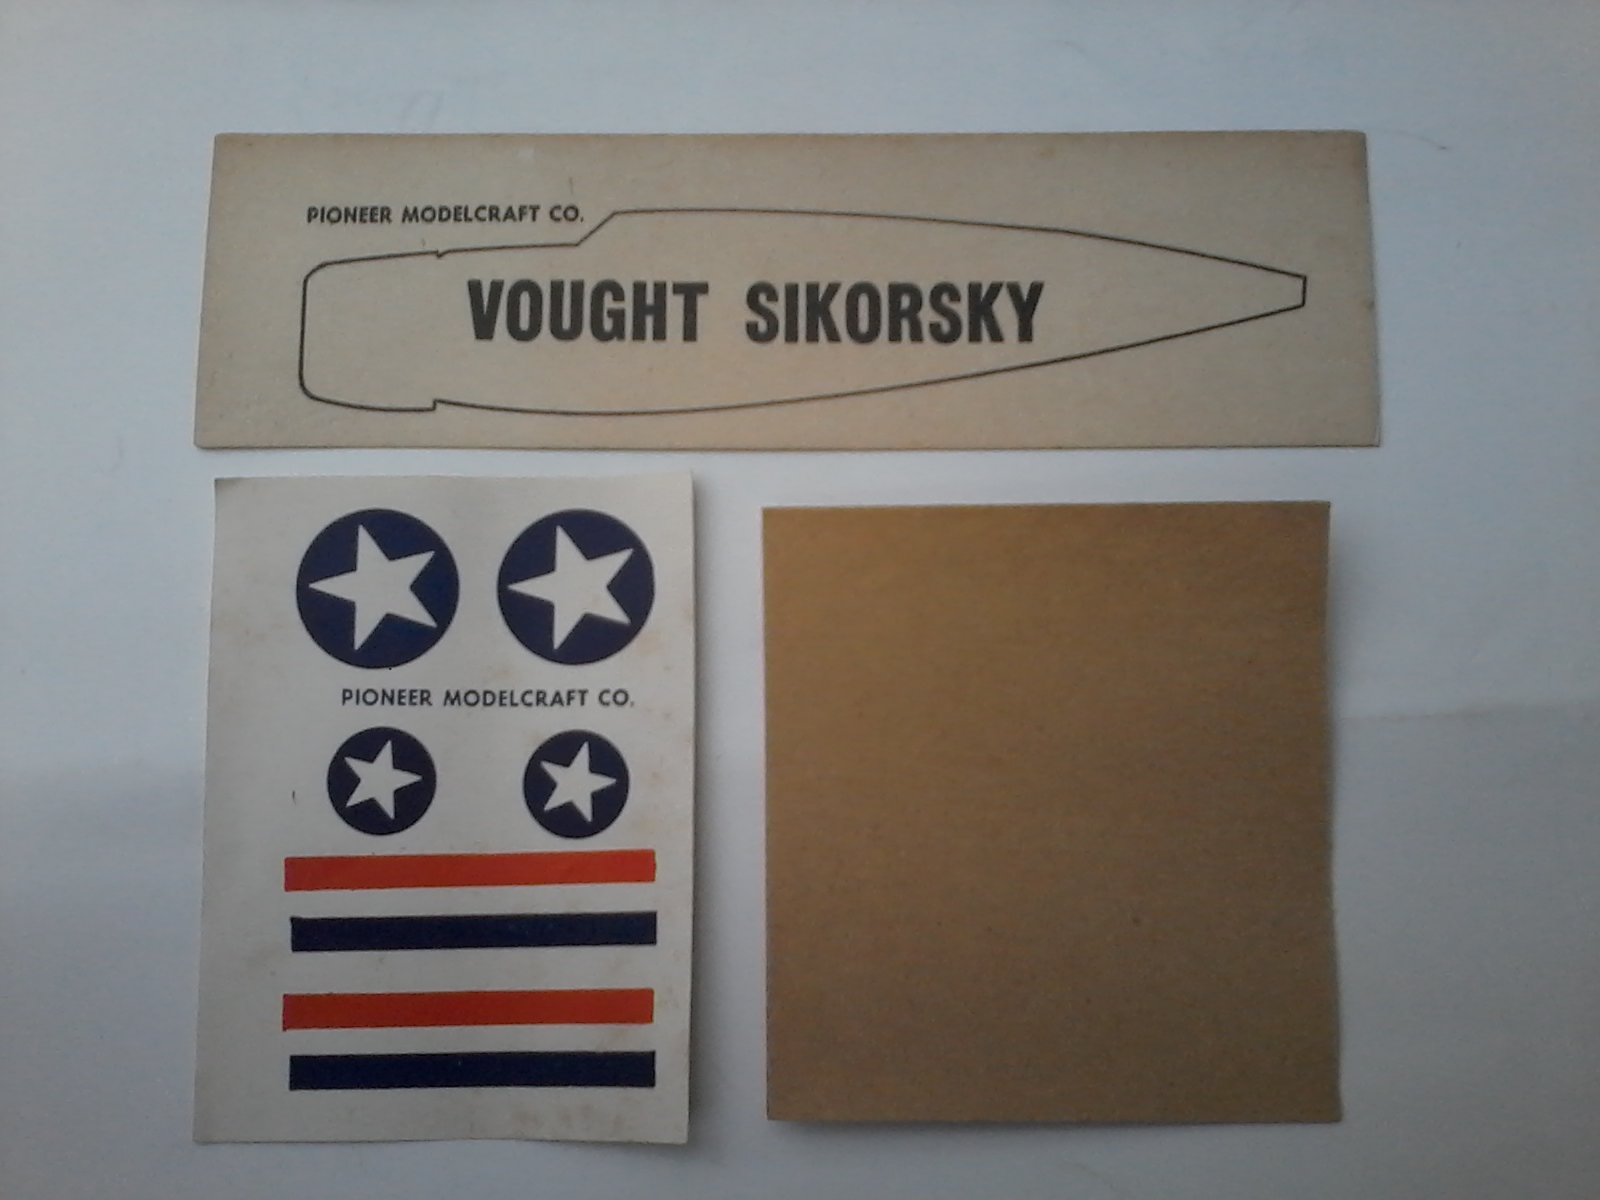 PIONEER MODELCRAFT CO.
VOUGHT SIKORSKY
PIONEER MODELCRAFT CO.